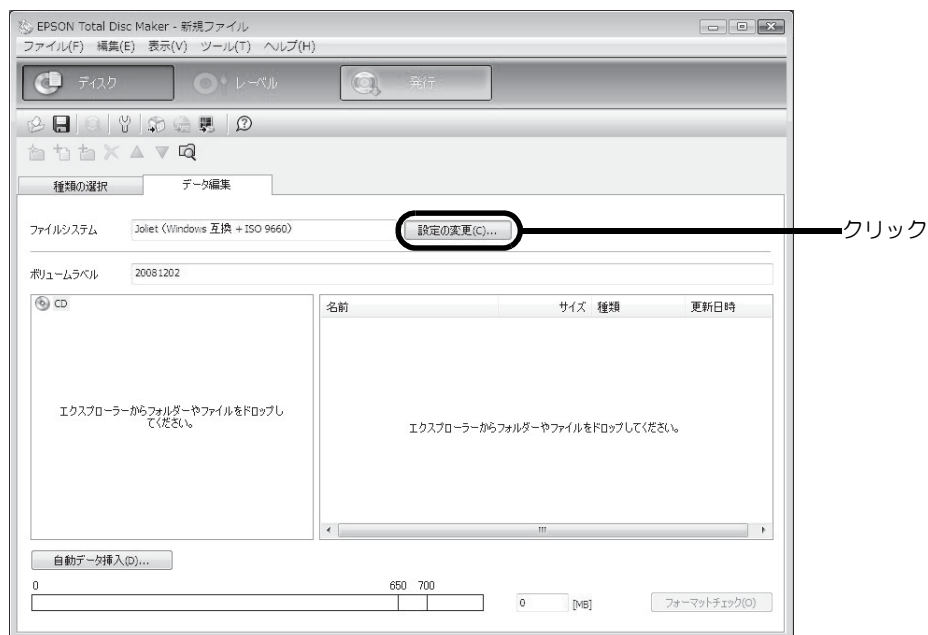 EPSON Total Disc Maker - 新規ファイル
ファイル(F) 編集(E) 表示(V) ツール(T) ヘルプ(H)
ディスク レーベル 発行
種類の選択 データ編集
ファイルシステム Joliet (Windows 互換 + ISO 9660) 設定の変更(C)... クリック
ボリュームラベル 20081202
CD 名前 サイズ 種類 更新日時
エクスプローラーからフォルダーやファイルをドロップし
てください。
エクスプローラーからフォルダーやファイルをドロップしてください。
自動データ挿入(D)...
0 650 700
0 [MB] フォーマットチェック(O)